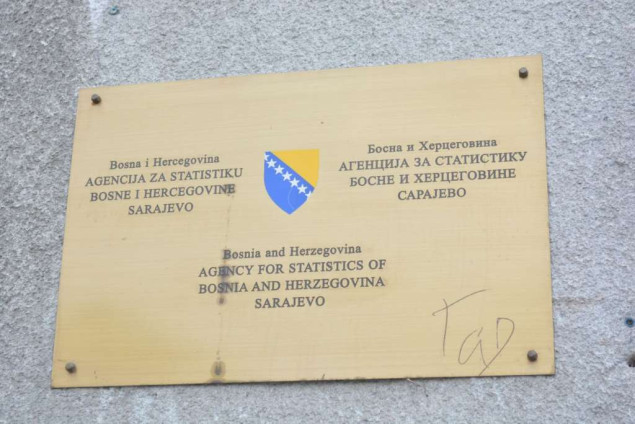 Bosna i Hercegovina
AGENCIJA ZA STATISTIKU
BOSNE I HERCEGOVINE
SARAJEVO
Босна и Херцеговина
АГЕНЦИЈА ЗА СТАТИСТИКУ
БОСНЕ И ХЕРЦЕГОВИНЕ
САРАЈЕВО
Bosnia and Herzegovina
AGENCY FOR STATISTICS OF
BOSNIA AND HERZEGOVINA
SARAJEVO